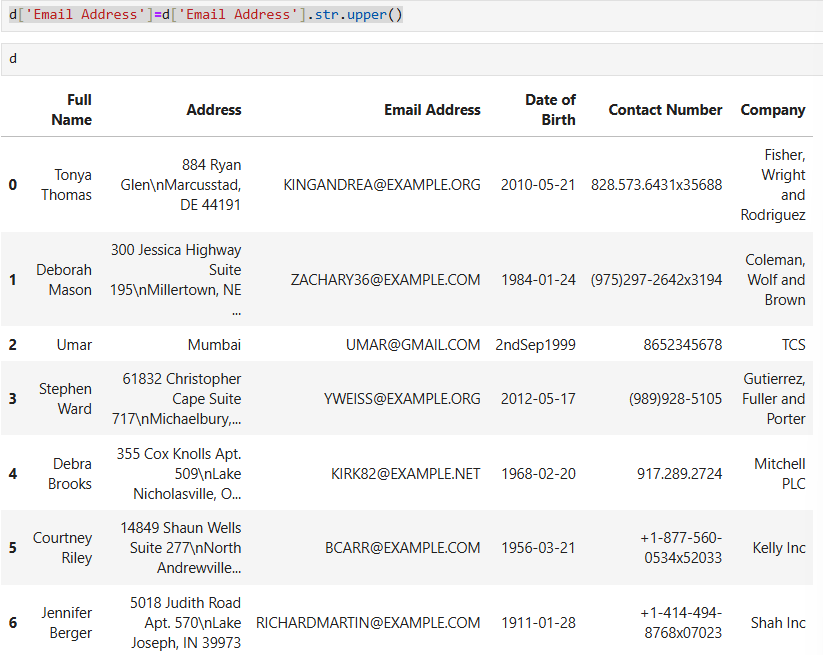 d['Email Address']=d['Email Address'].str.upper()
d
Full Name Address Email Address Date of Birth Contact Number Company
0 Tonya Thomas 884 Ryan Glen\nMarcusstad, DE 44191 KINGANDREA@EXAMPLE.ORG 2010-05-21 828.573.6431x35688 Fisher, Wright and Rodriguez
1 Deborah Mason 300 Jessica Highway Suite 195\nMillertown, NE ... ZACHARY36@EXAMPLE.COM 1984-01-24 (975)297-2642x3194 Coleman, Wolf and Brown
2 Umar Mumbai UMAR@GMAIL.COM 2ndSep1999 8652345678 TCS
3 Stephen Ward 61832 Christopher Cape Suite 717\nMichaelbury,... YWEISS@EXAMPLE.ORG 2012-05-17 (989)928-5105 Gutierrez, Fuller and Porter
4 Debra Brooks 355 Cox Knolls Apt. 509\nLake Nicholasville, O... KIRK82@EXAMPLE.NET 1968-02-20 917.289.2724 Mitchell PLC
5 Courtney Riley 14849 Shaun Wells Suite 277\nNorth Andrewville... BCARR@EXAMPLE.COM 1956-03-21 +1-877-560-0534x52033 Kelly Inc
6 Jennifer Berger 5018 Judith Road Apt. 570\nLake Joseph, IN 39973 RICHARDMARTIN@EXAMPLE.COM 1911-01-28 +1-414-494-8768x07023 Shah Inc